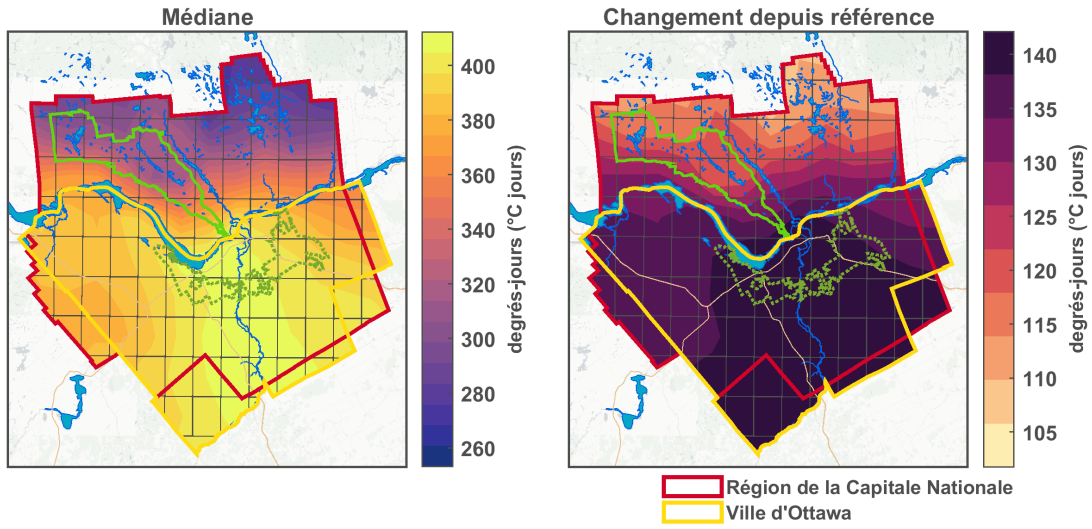 Médiane
Changement depuis référence
400
380
360
340
320
300
280
260
degrés-jours (°C jours)
140
135
130
125
120
115
110
105
degrés-jours (°C jours)
Région de la Capitale Nationale
Ville d'Ottawa